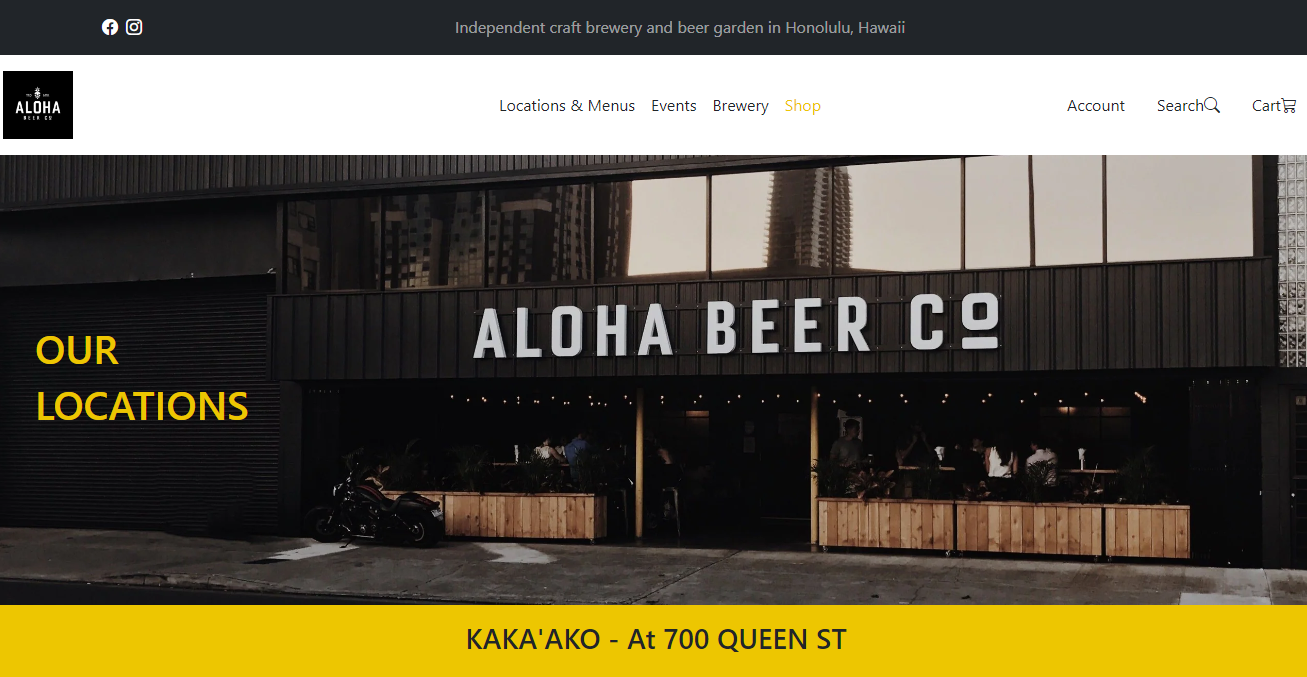 Independent craft brewery and beer garden in Honolulu, Hawaii
ALOHA
BEER CO
Locations & Menus Events Brewery Shop
Account Search Cart
ALOHA BEER CO
OUR
LOCATIONS
KAKA'AKO - At 700 QUEEN ST